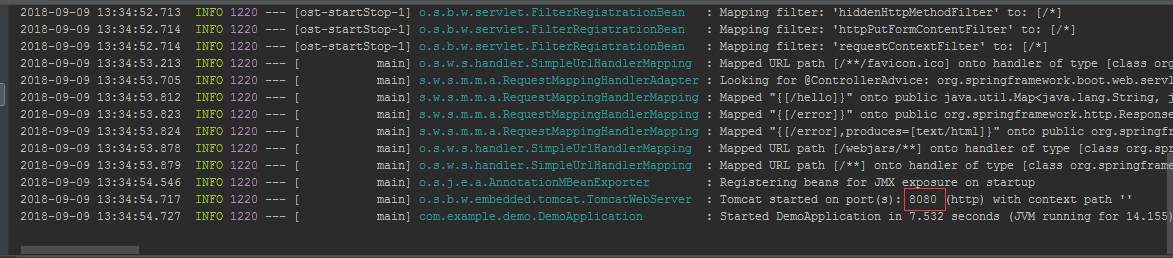 2018-09-09 13:34:52.713  INFO 1220 --- [ost-startStop-1] o.s.b.w.servlet.FilterRegistrationBean   : Mapping filter: 'hiddenHttpMethodFilter' to: [/*]
2018-09-09 13:34:52.714  INFO 1220 --- [ost-startStop-1] o.s.b.w.servlet.FilterRegistrationBean   : Mapping filter: 'httpPutFormContentFilter' to: [/*]
2018-09-09 13:34:52.714  INFO 1220 --- [ost-startStop-1] o.s.b.w.servlet.FilterRegistrationBean   : Mapping filter: 'requestContextFilter' to: [/*]
2018-09-09 13:34:53.213  INFO 1220 --- [           main] o.s.w.s.handler.SimpleUrlHandlerMapping  : Mapped URL path [/**/favicon.ico] onto handler of type [class org
2018-09-09 13:34:53.705  INFO 1220 --- [           main] s.w.s.m.m.a.RequestMappingHandlerAdapter : Looking for @ControllerAdvice: org.springframework.boot.web.servl
2018-09-09 13:34:53.812  INFO 1220 --- [           main] s.w.s.m.m.a.RequestMappingHandlerMapping : Mapped "{[/hello]}" onto public java.util.Map<java.lang.String, j
2018-09-09 13:34:53.823  INFO 1220 --- [           main] s.w.s.m.m.a.RequestMappingHandlerMapping : Mapped "{[/error]}" onto public org.springframework.http.Response
2018-09-09 13:34:53.824  INFO 1220 --- [           main] s.w.s.m.m.a.RequestMappingHandlerMapping : Mapped "{[/error],produces=[text/html]}" onto public org.springfr
2018-09-09 13:34:53.878  INFO 1220 --- [           main] o.s.w.s.handler.SimpleUrlHandlerMapping  : Mapped URL path [/webjars/**] onto handler of type [class org.spr
2018-09-09 13:34:53.879  INFO 1220 --- [           main] o.s.w.s.handler.SimpleUrlHandlerMapping  : Mapped URL path [/**] onto handler of type [class org.springframe
2018-09-09 13:34:54.546  INFO 1220 --- [           main] o.s.j.e.a.AnnotationMBeanExporter        : Registering beans for JMX exposure on startup
2018-09-09 13:34:54.717  INFO 1220 --- [           main] o.s.b.w.embedded.tomcat.TomcatWebServer  : Tomcat started on port(s): 8080 (http) with context path ''
2018-09-09 13:34:54.727  INFO 1220 --- [           main] com.example.demo.DemoApplication         : Started DemoApplication in 7.532 seconds (JVM running for 14.155)